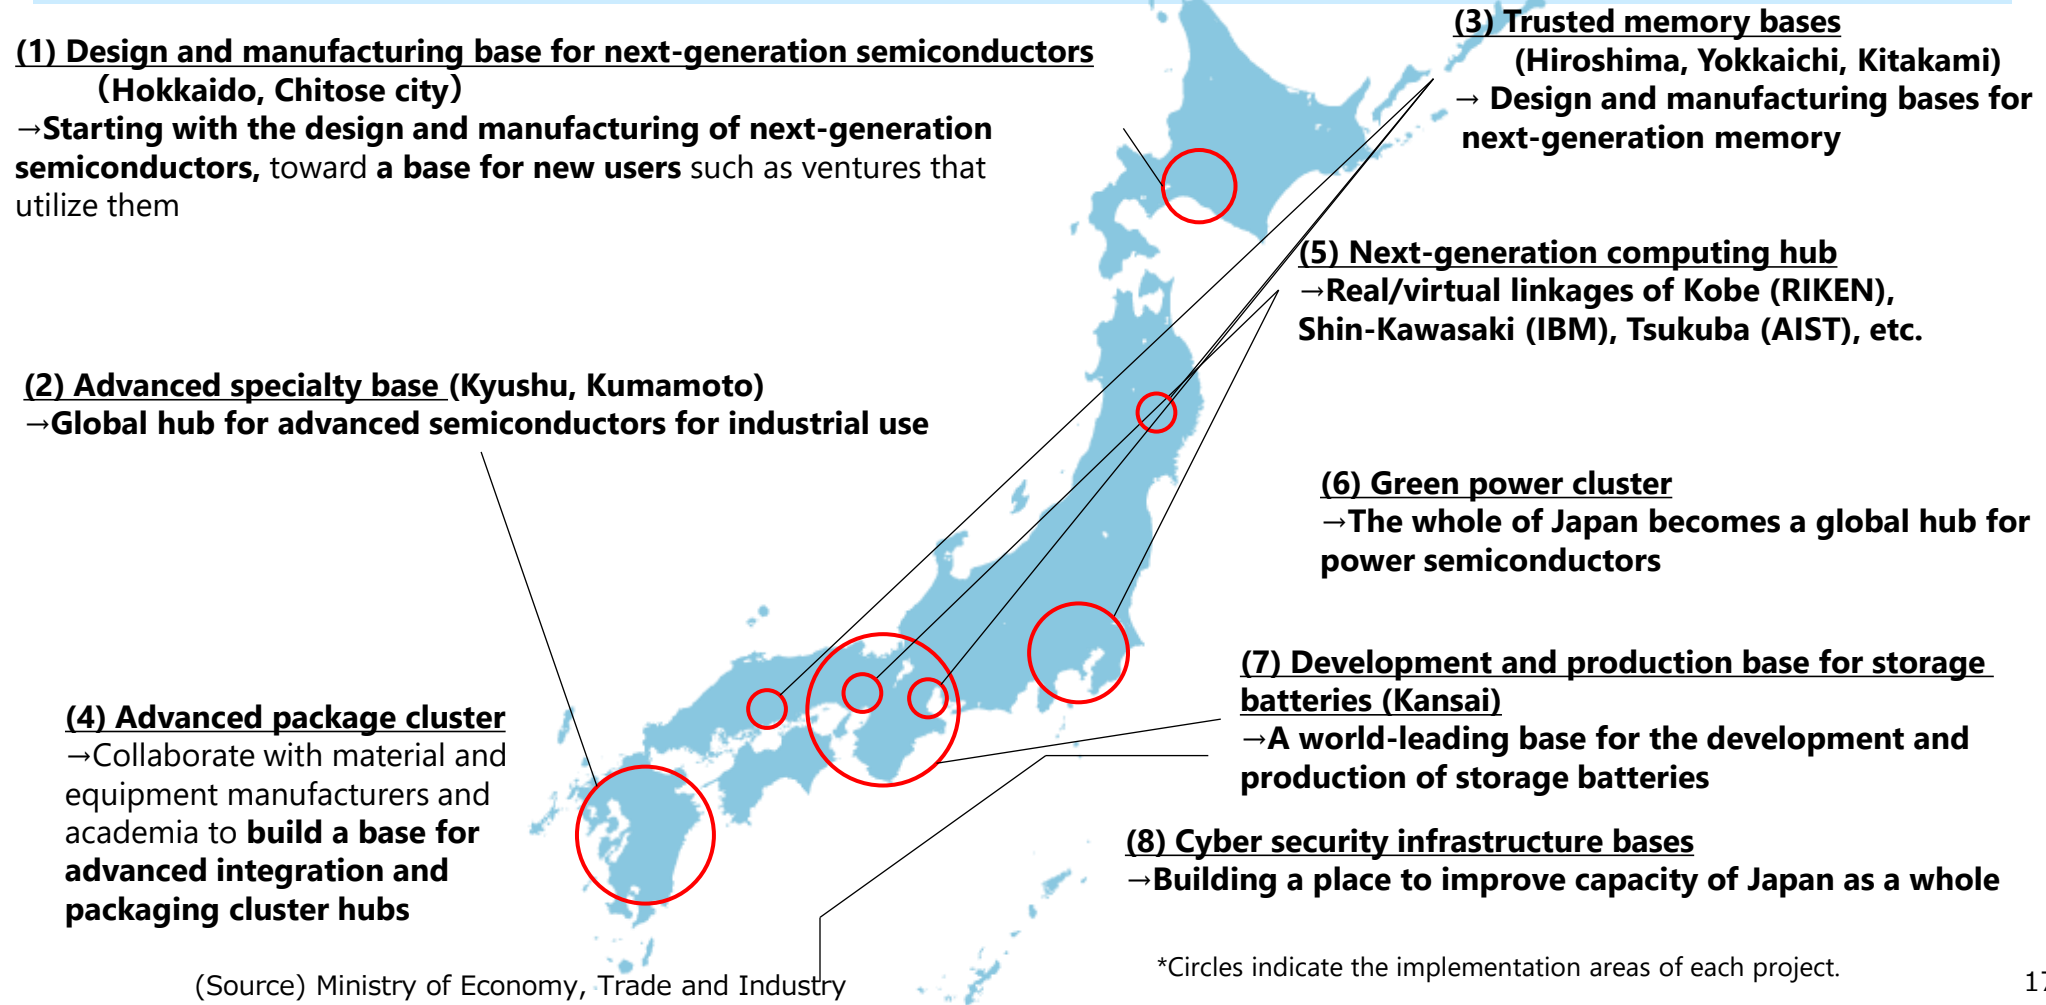 (1) Design and manufacturing base for next-generation semiconductors
（Hokkaido, Chitose city）
→Starting with the design and manufacturing of next-generation
semiconductors, toward a base for new users such as ventures that
utilize them
(2) Advanced specialty base (Kyushu, Kumamoto)
→Global hub for advanced semiconductors for industrial use
(3) Trusted memory bases
(Hiroshima, Yokkaichi, Kitakami)
→ Design and manufacturing bases for
next-generation memory
(4) Advanced package cluster
→Collaborate with material and
equipment manufacturers and
academia to build a base for
advanced integration and
packaging cluster hubs
(5) Next-generation computing hub
→Real/virtual linkages of Kobe (RIKEN),
Shin-Kawasaki (IBM), Tsukuba (AIST), etc.
(6) Green power cluster
→The whole of Japan becomes a global hub for
power semiconductors
(7) Development and production base for storage
batteries (Kansai)
→A world-leading base for the development and
production of storage batteries
(8) Cyber security infrastructure bases
→Building a place to improve capacity of Japan as a whole
*Circles indicate the implementation areas of each project.
(Source) Ministry of Economy, Trade and Industry
17